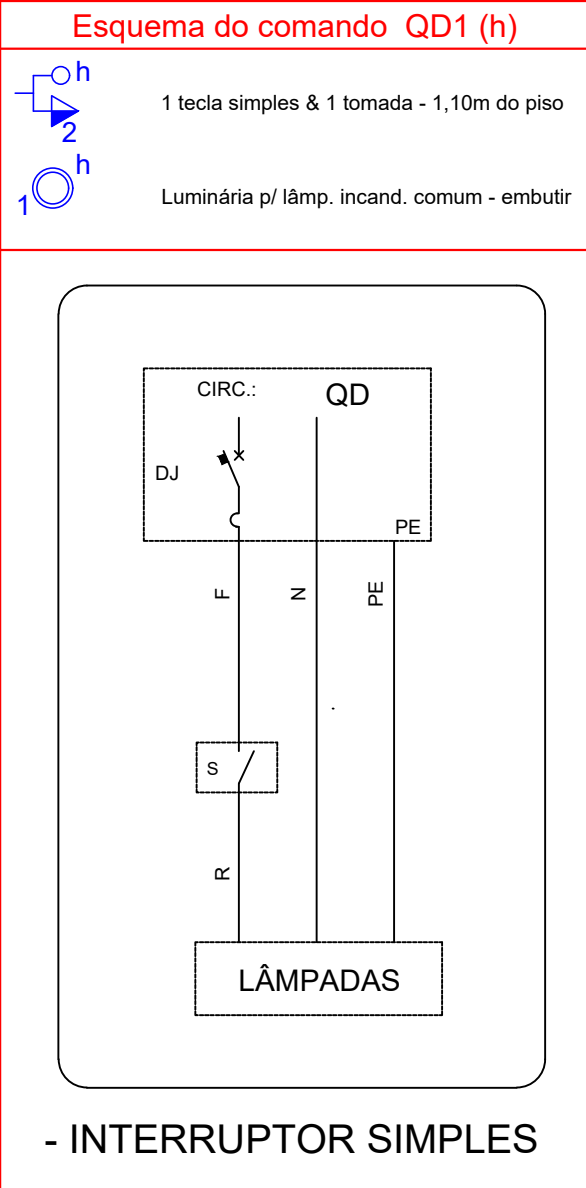 Esquema do comando  QD1 (h)
h
1 tecla simples & 1 tomada - 1,10m do piso
2
h
1
Luminária p/ lâmp. incand. comum - embutir
CIRC.:
QD
DJ
PE
F
N
PE
S
R
LÂMPADAS
- INTERRUPTOR SIMPLES